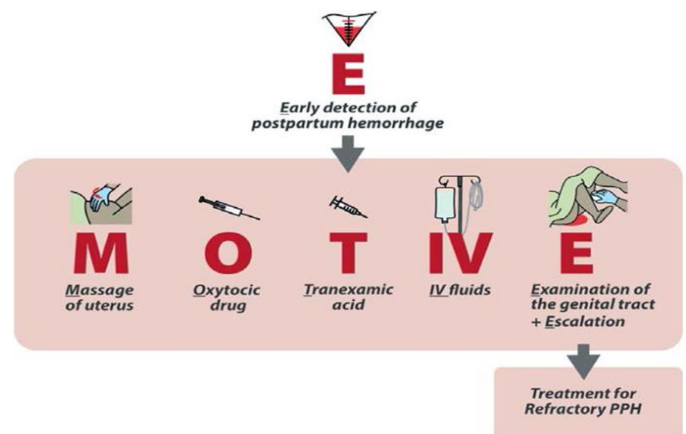 E
Early detection of
postpartum hemorrhage
M
Massage
of uterus
O
Oxytocic
drug
T
Tranexamic
acid
IV
IV fluids
E
Examination of
the genital tract
+ Escalation
Treatment for
Refractory PPH